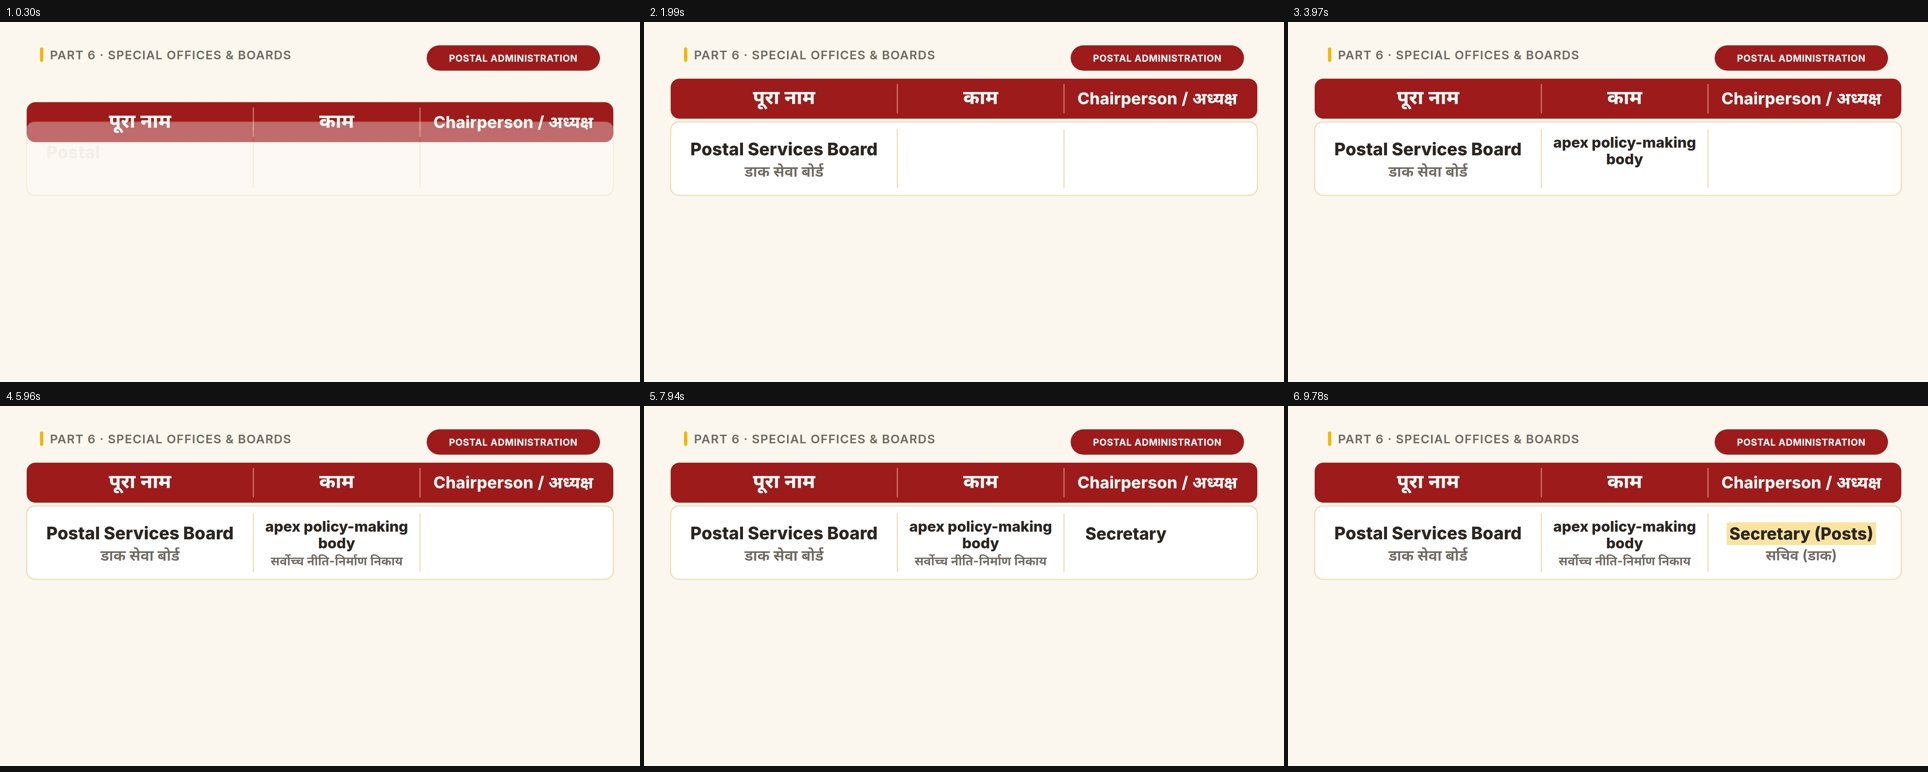 1. 0.30s
PART 6 · SPECIAL OFFICES & BOARDS
POSTAL ADMINISTRATION
पूरा नाम
काम
Chairperson / अध्यक्ष
Postal
2. 1.99s
PART 6 · SPECIAL OFFICES & BOARDS
POSTAL ADMINISTRATION
पूरा नाम
काम
Chairperson / अध्यक्ष
Postal Services Board
डाक सेवा बोर्ड
3. 3.97s
PART 6 · SPECIAL OFFICES & BOARDS
POSTAL ADMINISTRATION
पूरा नाम
काम
Chairperson / अध्यक्ष
Postal Services Board
डाक सेवा बोर्ड
apex policy-making
body
4. 5.96s
PART 6 · SPECIAL OFFICES & BOARDS
POSTAL ADMINISTRATION
पूरा नाम
काम
Chairperson / अध्यक्ष
Postal Services Board
डाक सेवा बोर्ड
apex policy-making
body
सर्वोच्च नीति-निर्माण निकाय
5. 7.94s
PART 6 · SPECIAL OFFICES & BOARDS
POSTAL ADMINISTRATION
पूरा नाम
काम
Chairperson / अध्यक्ष
Postal Services Board
डाक सेवा बोर्ड
apex policy-making
body
सर्वोच्च नीति-निर्माण निकाय
Secretary
6. 9.78s
PART 6 · SPECIAL OFFICES & BOARDS
POSTAL ADMINISTRATION
पूरा नाम
काम
Chairperson / अध्यक्ष
Postal Services Board
डाक सेवा बोर्ड
apex policy-making
body
सर्वोच्च नीति-निर्माण निकाय
Secretary (Posts)
सचिव (डाक)